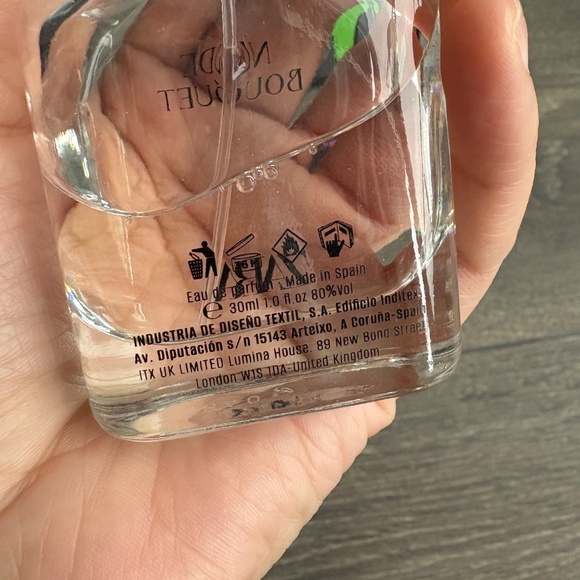 NUDE
BOUQUET
ZARA
36 M
Eau de parfum - Made in Spain
e 30ml 1.0 fl.oz 80%Vol
INDUSTRIA DE DISEÑO TEXTIL, S.A. Edificio Inditex
Av. Diputación s/n 15143 Arteixo, A Coruña-Spain
ITX UK LIMITED Lumina House. 89 New Bond Street
London W1S 1DA-United Kingdom